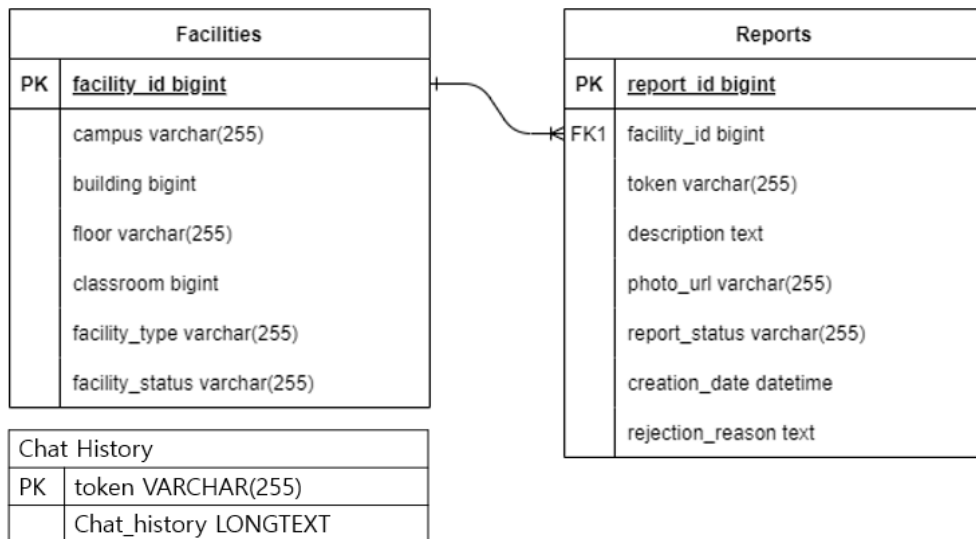 Facilities
PK facility_id bigint
campus varchar(255)
building bigint
floor varchar(255)
classroom bigint
facility_type varchar(255)
facility_status varchar(255)
Reports
PK report_id bigint
FK1 facility_id bigint
token varchar(255)
description text
photo_url varchar(255)
report_status varchar(255)
creation_date datetime
rejection_reason text
Chat History
PK token VARCHAR(255)
Chat_history LONGTEXT